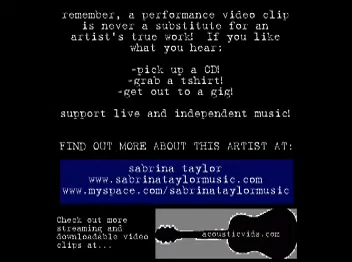 remember, a performance video clip
is never a substitute for an
artist's true work! If you like
what you hear:
-pick up a CD!
-grab a tshirt!
-get out to a gig!
support live and independent music!
FIND OUT MORE ABOUT THIS ARTIST AT:
sabrina taylor
www.sabrinataylormusic.com
www.myspace.com/sabrinataylormusic
Check out more
streaming and
downloadable video
clips at...
acousticvids.com